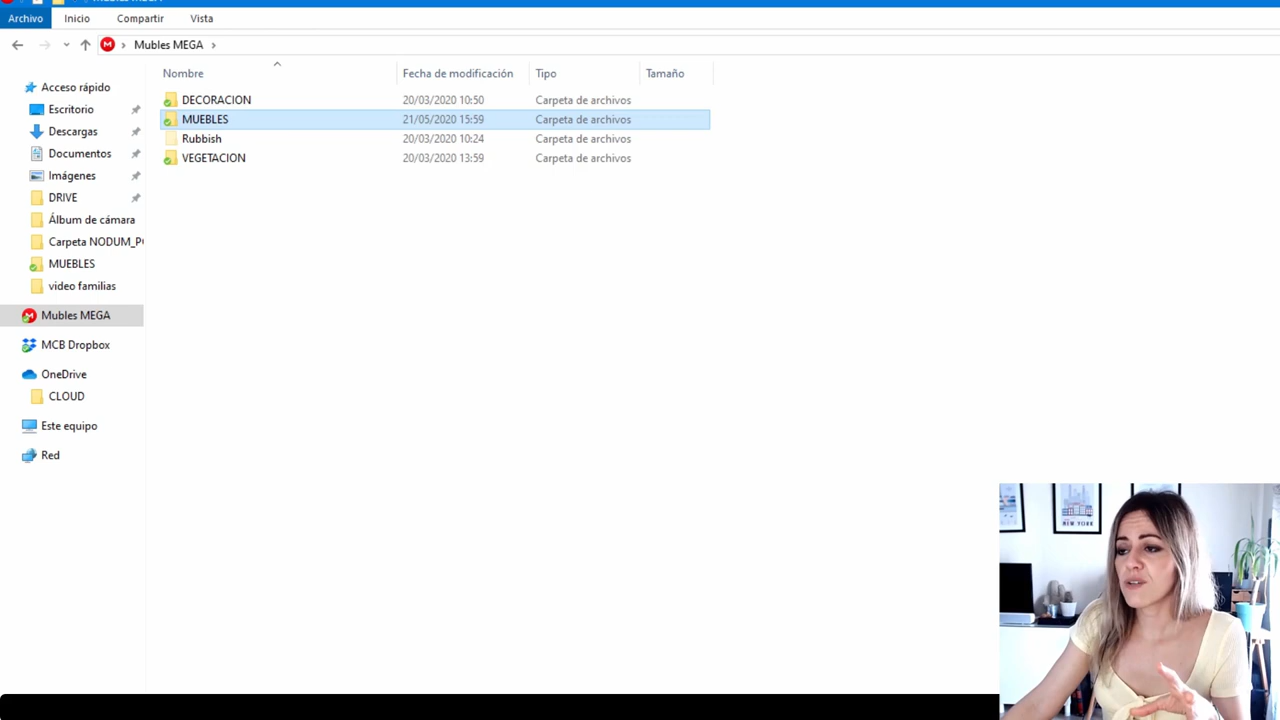 Archivo Inicio Compartir Vista
Mubles MEGA
Nombre Fecha de modificación Tipo Tamaño
DECORACION 20/03/2020 10:50 Carpeta de archivos
MUEBLES 21/05/2020 15:59 Carpeta de archivos
Rubbish 20/03/2020 10:24 Carpeta de archivos
VEGETACION 20/03/2020 13:59 Carpeta de archivos
Acceso rápido
Escritorio
Descargas
Documentos
Imágenes
DRIVE
Álbum de cámara
Carpeta NODUM_P
MUEBLES
video familias
Mubles MEGA
MCB Dropbox
OneDrive
CLOUD
Este equipo
Red
NEW YORK